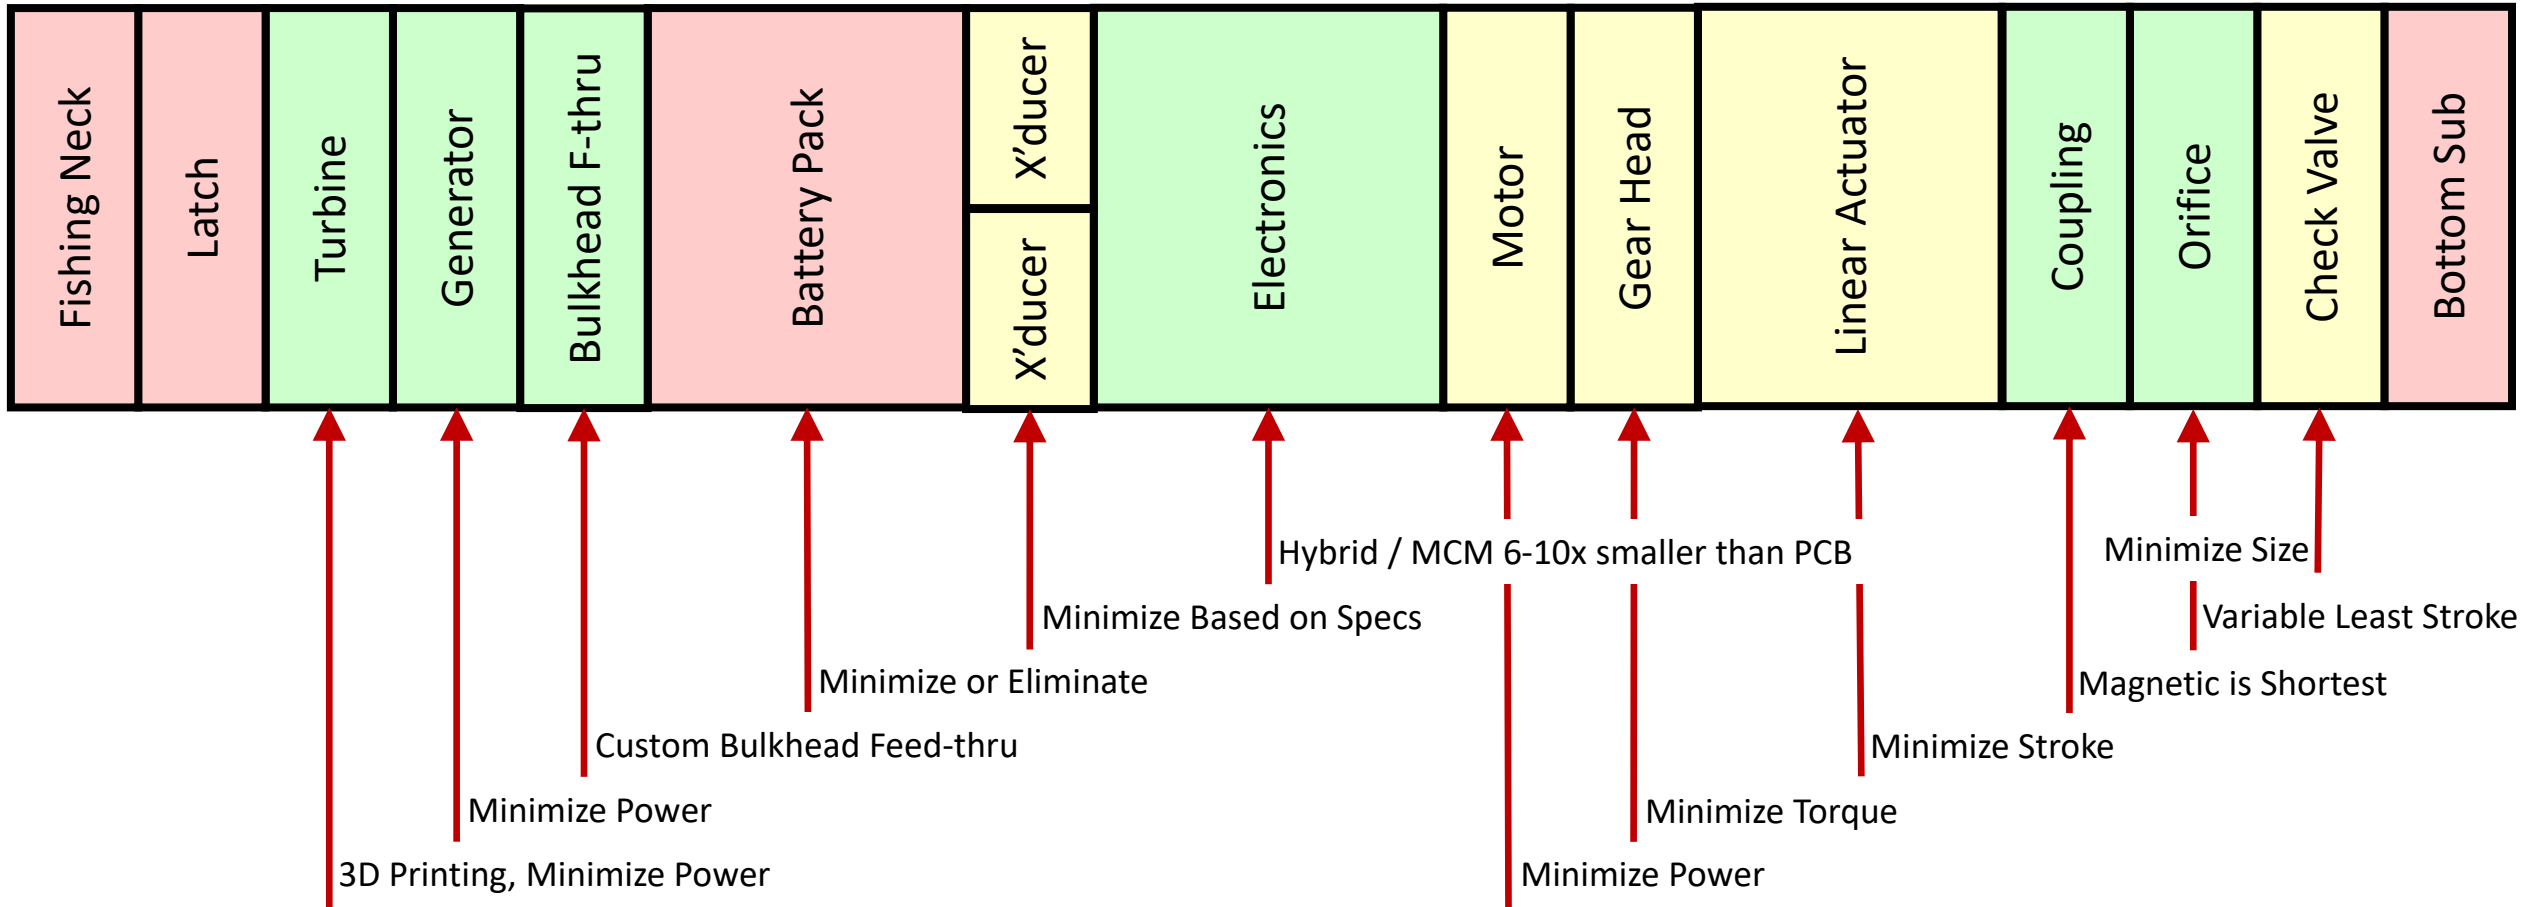 Fishing Neck
Latch
Turbine
Generator
Bulkhead F-thru
Battery Pack
X’ducer
X’ducer
Electronics
Motor
Gear Head
Linear Actuator
Coupling
Orifice
Check Valve
Bottom Sub
Hybrid / MCM 6-10x smaller than PCB
Minimize Size
Minimize Based on Specs
Variable Least Stroke
Minimize or Eliminate
Magnetic is Shortest
Custom Bulkhead Feed-thru
Minimize Stroke
Minimize Power
Minimize Torque
3D Printing, Minimize Power
Minimize Power